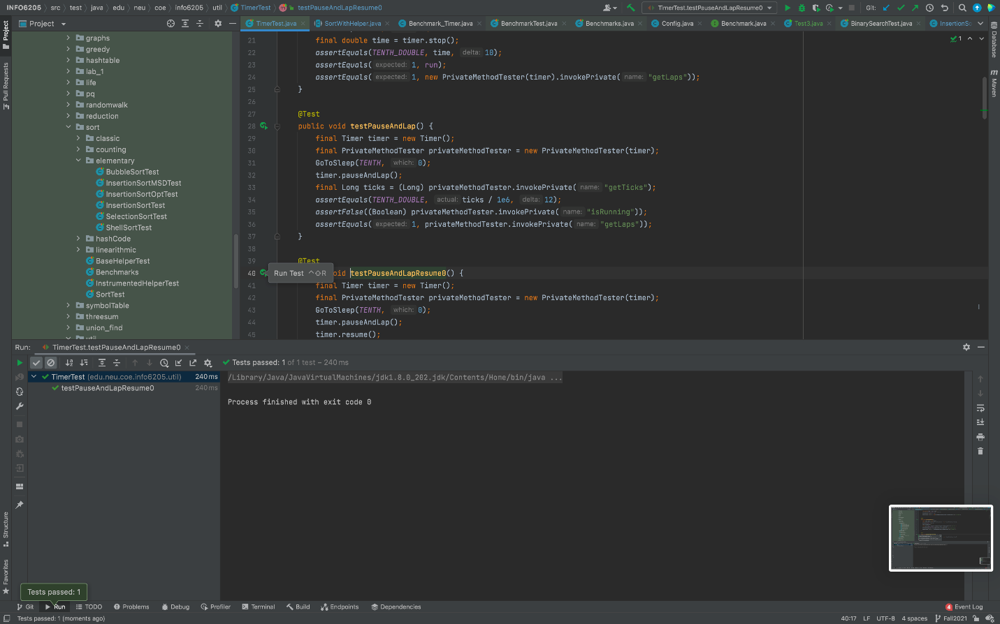 INFO6205 › src › test › java › edu › neu › coe › info6205 › util › TimerTest › testPauseAndLapResume0
TimerTest.testPauseAndLapResume0
Git:
Project
TimerTest.java
SortWithHelper.java
Benchmark_Timer.java
BenchmarkTest.java
Benchmarks.java
Config.java
Benchmark.java
Test3.java
BinarySearchTest.java
InsertionS
Project
Pull Requests
Structure
Favorites
Database
Maven
graphs
greedy
hashtable
lab_1
life
pq
randomwalk
reduction
sort
classic
counting
elementary
BubbleSortTest
InsertionSortMSDTest
InsertionSortOptTest
InsertionSortTest
SelectionSortTest
ShellSortTest
hashCode
linearithmic
BaseHelperTest
Benchmarks
InstrumentedHelperTest
SortTest
symbolTable
threesum
union_find
util
1
21 final double time = timer.stop();
22 assertEquals(TENTH_DOUBLE, time, delta: 10);
23 assertEquals( expected: 1, run);
24 assertEquals( expected: 1, new PrivateMethodTester(timer).invokePrivate( name: "getLaps"));
25 }
26
27 @Test
28 public void testPauseAndLap() {
29 final Timer timer = new Timer();
30 final PrivateMethodTester privateMethodTester = new PrivateMethodTester(timer);
31 GoToSleep(TENTH, which: 0);
32 timer.pauseAndLap();
33 final Long ticks = (Long) privateMethodTester.invokePrivate( name: "getTicks");
34 assertEquals(TENTH_DOUBLE, actual: ticks / 1e6, delta: 12);
35 assertFalse((Boolean) privateMethodTester.invokePrivate( name: "isRunning"));
36 assertEquals( expected: 1, privateMethodTester.invokePrivate( name: "getLaps"));
37 }
38
39 @Test
40 Run Test ⌃⇧R oid testPauseAndLapResume0() {
41 final Timer timer = new Timer();
42 final PrivateMethodTester privateMethodTester = new PrivateMethodTester(timer);
43 GoToSleep(TENTH, which: 0);
44 timer.pauseAndLap();
45 timer.resume();
Run: TimerTest.testPauseAndLapResume0
Tests passed: 1 of 1 test – 240 ms
TimerTest (edu.neu.coe.info6205.util) 240 ms
testPauseAndLapResume0 240 ms
/Library/Java/JavaVirtualMachines/jdk1.8.0_202.jdk/Contents/Home/bin/java ...
Process finished with exit code 0
Tests passed: 1
Git Run TODO Problems Debug Profiler Terminal Build Endpoints Dependencies
4 Event Log
Tests passed: 1 (moments ago)
40:17 LF UTF-8 4 spaces Fall2021